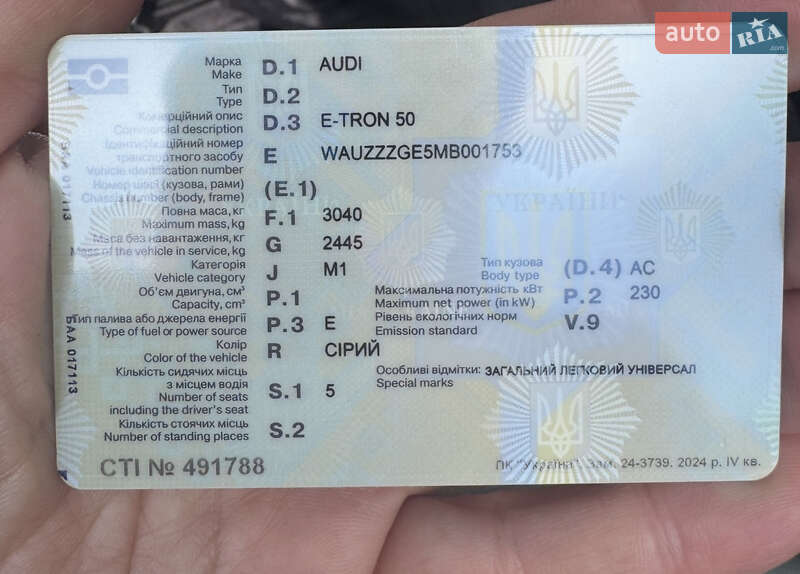 auto RIA .com
Марка
Make D.1 AUDI
Тип
Type D.2
Комерційний опис
Commercial description D.3 E-TRON 50
Ідентифікаційний номер
транспортного засобу
Vehicle identification number E WAUZZZGE5MB001753
Номер шасі (кузова, рами)
Chassis number (body, frame) (E.1)
УКРАЇНИ
Повна маса, кг
Maximum mass, kg F.1 3040
Маса без навантаження, кг
Mass of the vehicle in service, kg G 2445
Категорія
Vehicle category J M1
Тип кузова
Body type (D.4) AC
Об'єм двигуна, см³
Capacity, cm³ P.1
Максимальна потужність кВт
Maximum net power (in kW) P.2 230
Тип палива або джерела енергії
Type of fuel or power source P.3 E
Рівень екологічних норм
Emission standard V.9
Колір
Color of the vehicle R СІРИЙ
Кількість сидячих місць
з місцем водія
Number of seats
including the driver's seat S.1 5
Особливі відмітки: ЗАГАЛЬНИЙ ЛЕГКОВИЙ УНІВЕРСАЛ
Special marks
Кількість стоячих місць
Number of standing places S.2
CTI № 491788
ПК "Україна". Зам. 24-3739. 2024 р. IV кв.
ВАА 017113